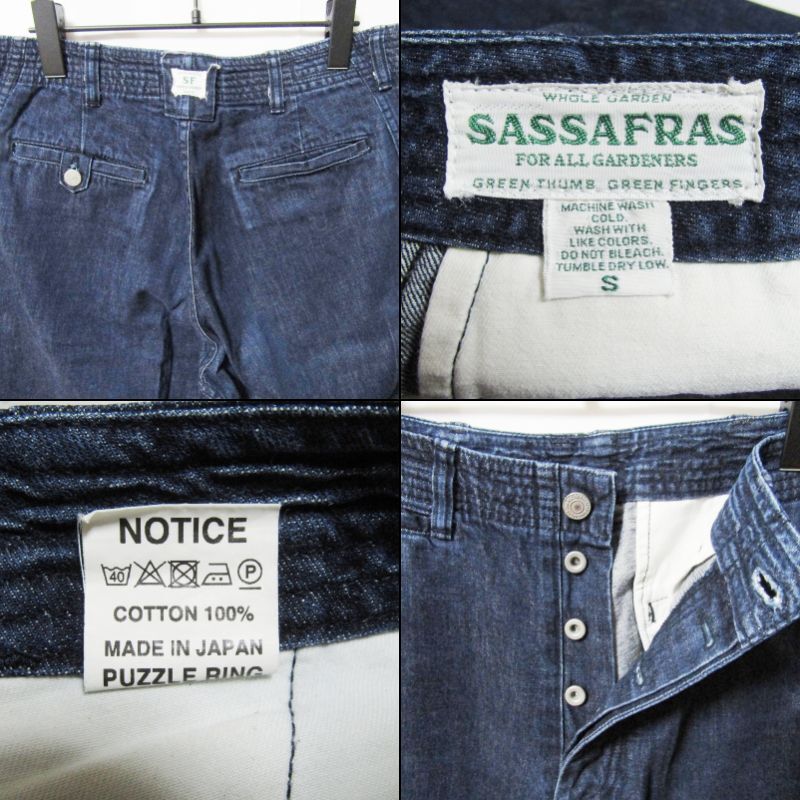 SF
WHOLE GARDEN
SASSAFRAS
FOR ALL GARDENERS
GREEN THUMB, GREEN FINGERS
MACHINE WASH
COLD.
WASH WITH
LIKE COLORS.
DO NOT BLEACH.
TUMBLE DRY LOW.
S
NOTICE
40
P
COTTON 100%
MADE IN JAPAN
PUZZLE RING